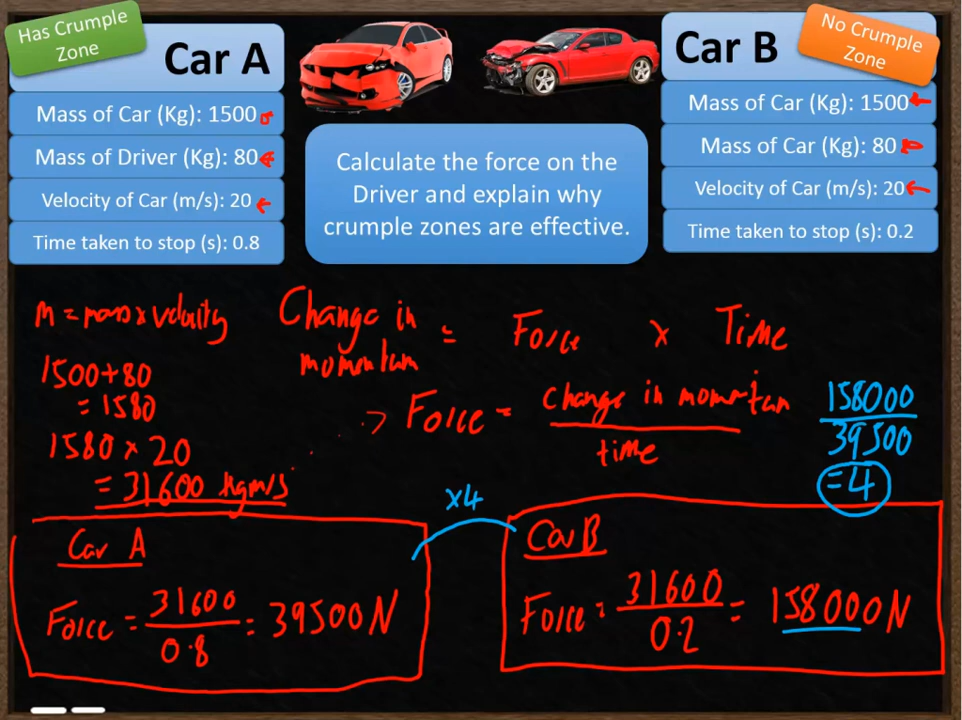 Has Crumple
Zone
Car A
Mass of Car (Kg): 1500
Mass of Driver (Kg): 80
Velocity of Car (m/s): 20
Time taken to stop (s): 0.8
Calculate the force on the
Driver and explain why
crumple zones are effective.
Car B
No Crumple
Zone
Mass of Car (Kg): 1500
Mass of Car (Kg): 80
Velocity of Car (m/s): 20
Time taken to stop (s): 0.2
m = mass x velocity
1500+80
= 1580
1580 x 20
= 31600 kgm/s
Change in
momentum
= Force x Time
Force = change in momentum
time
158000
39500
= 4
x4
Car A
Force = 31600
0.8
= 39500N
Car B
Force = 31600
0.2
= 158000N